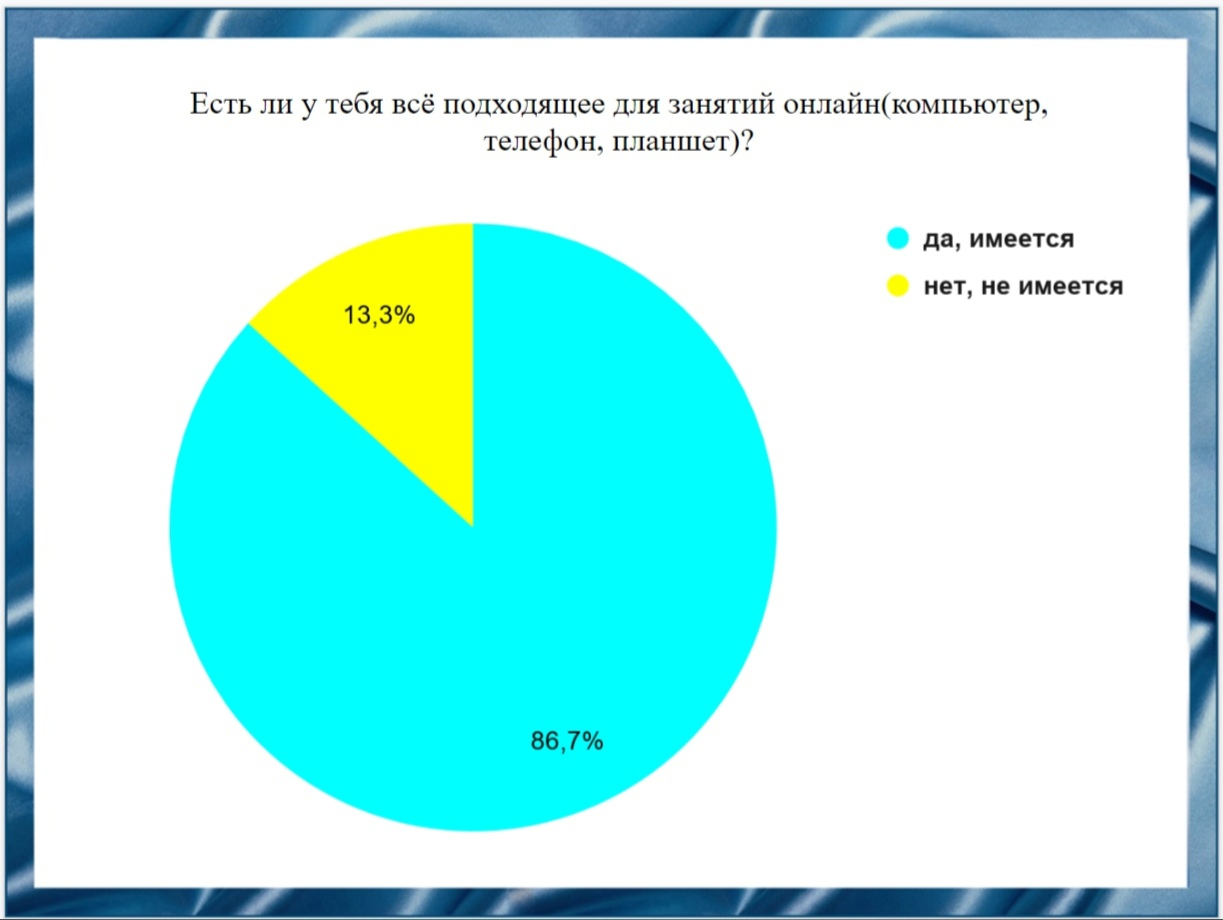 Есть ли у тебя всё подходящее для занятий онлайн(компьютер,
телефон, планшет)?
да, имеется
нет, не имеется
13,3%
86,7%